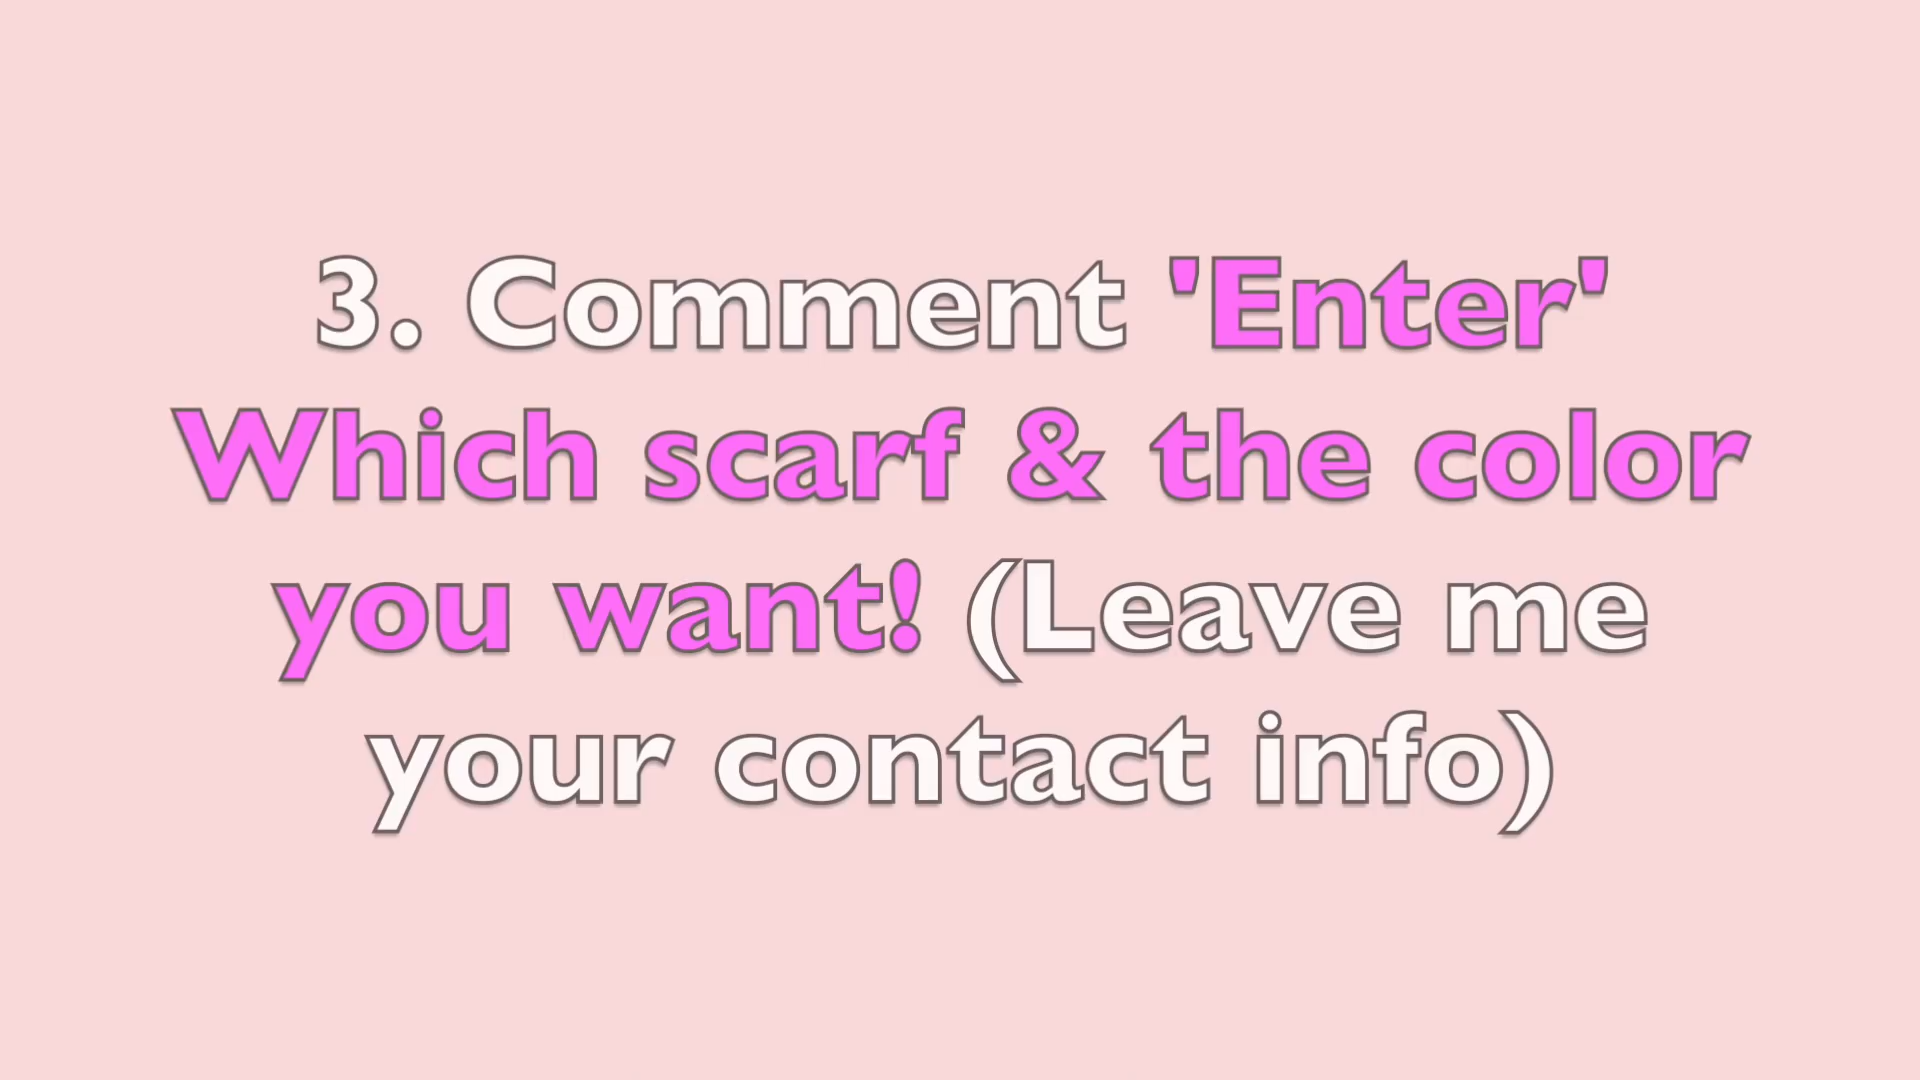 3. Comment 'Enter'
Which scarf & the color
you want! (Leave me
your contact info)